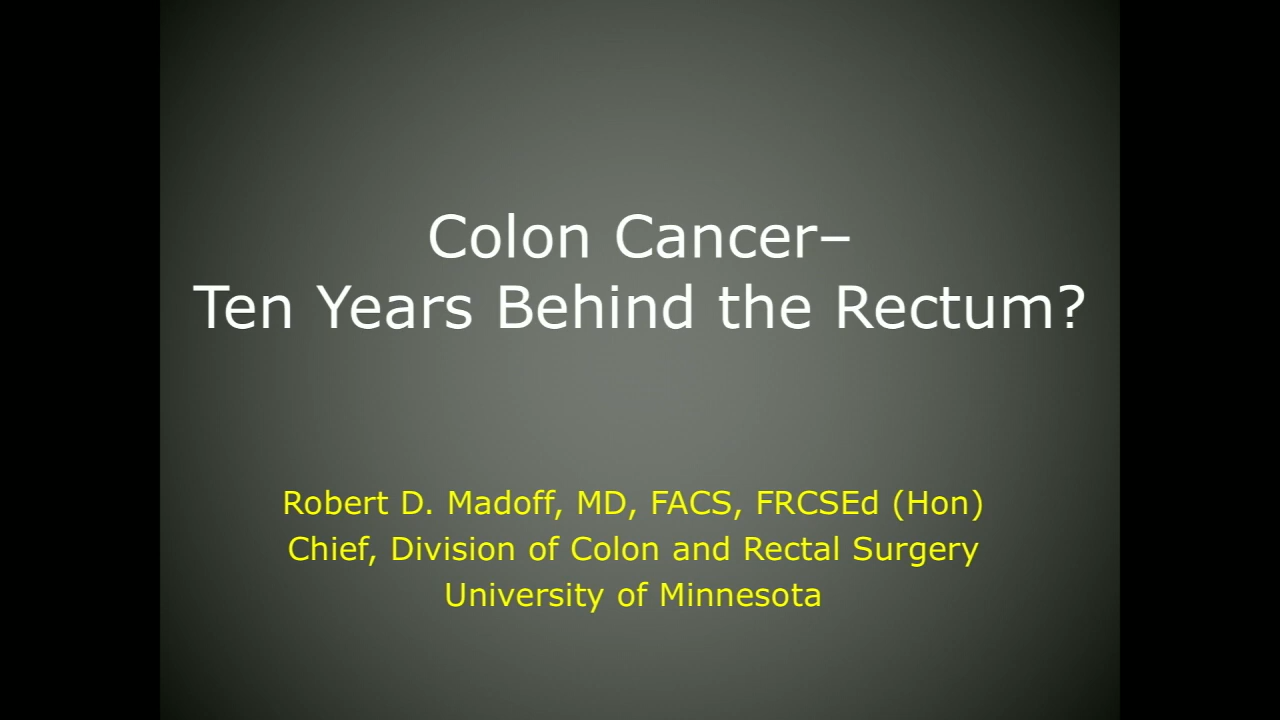 Colon Cancer–
Ten Years Behind the Rectum?
Robert D. Madoff, MD, FACS, FRCSEd (Hon)
Chief, Division of Colon and Rectal Surgery
University of Minnesota